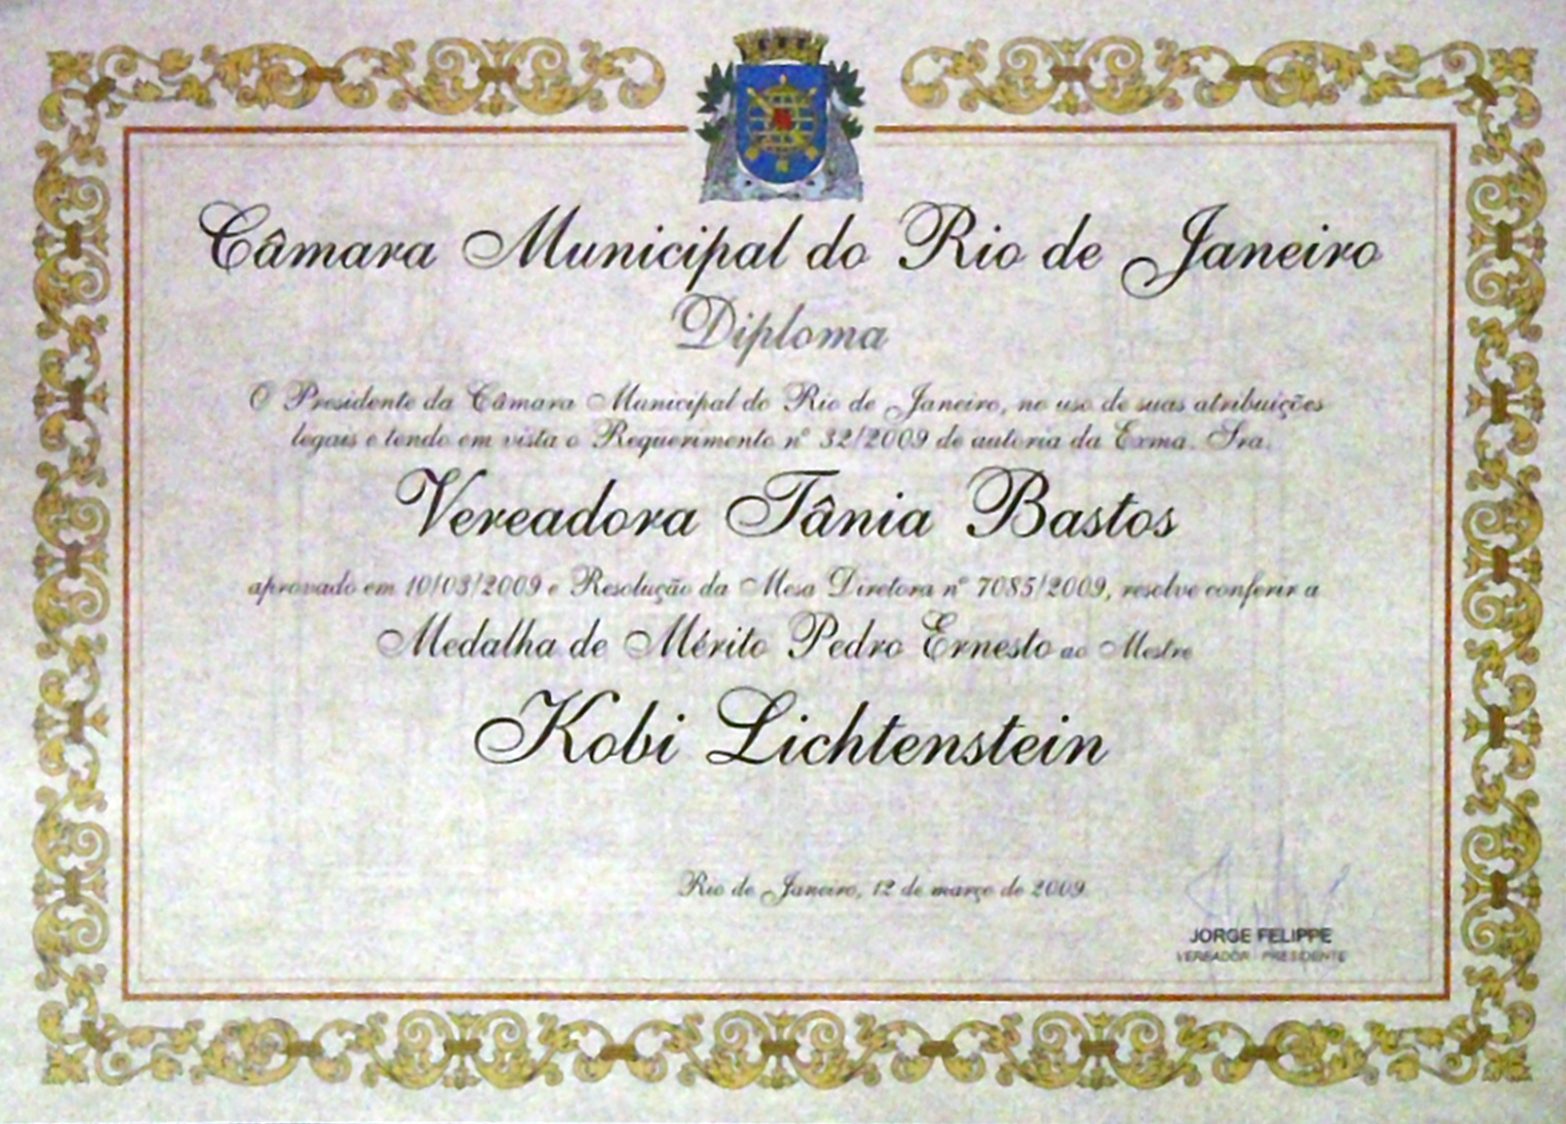 Câmara Municipal do Rio de Janeiro
Diploma
O Presidente da Câmara Municipal do Rio de Janeiro, no uso de suas atribuições
legais e tendo em vista o Requerimento nº 32/2009 de autoria da Exma. Sra.
Vereadora Tânia Bastos
aprovado em 10/03/2009 e Resolução da Mesa Diretora nº 7085/2009, resolve conferir a
Medalha de Mérito Pedro Ernesto ao Mestre
Kobi Lichtenstein
Rio de Janeiro, 12 de março de 2009
JORGE FELIPPE
VEREADOR - PRESIDENTE